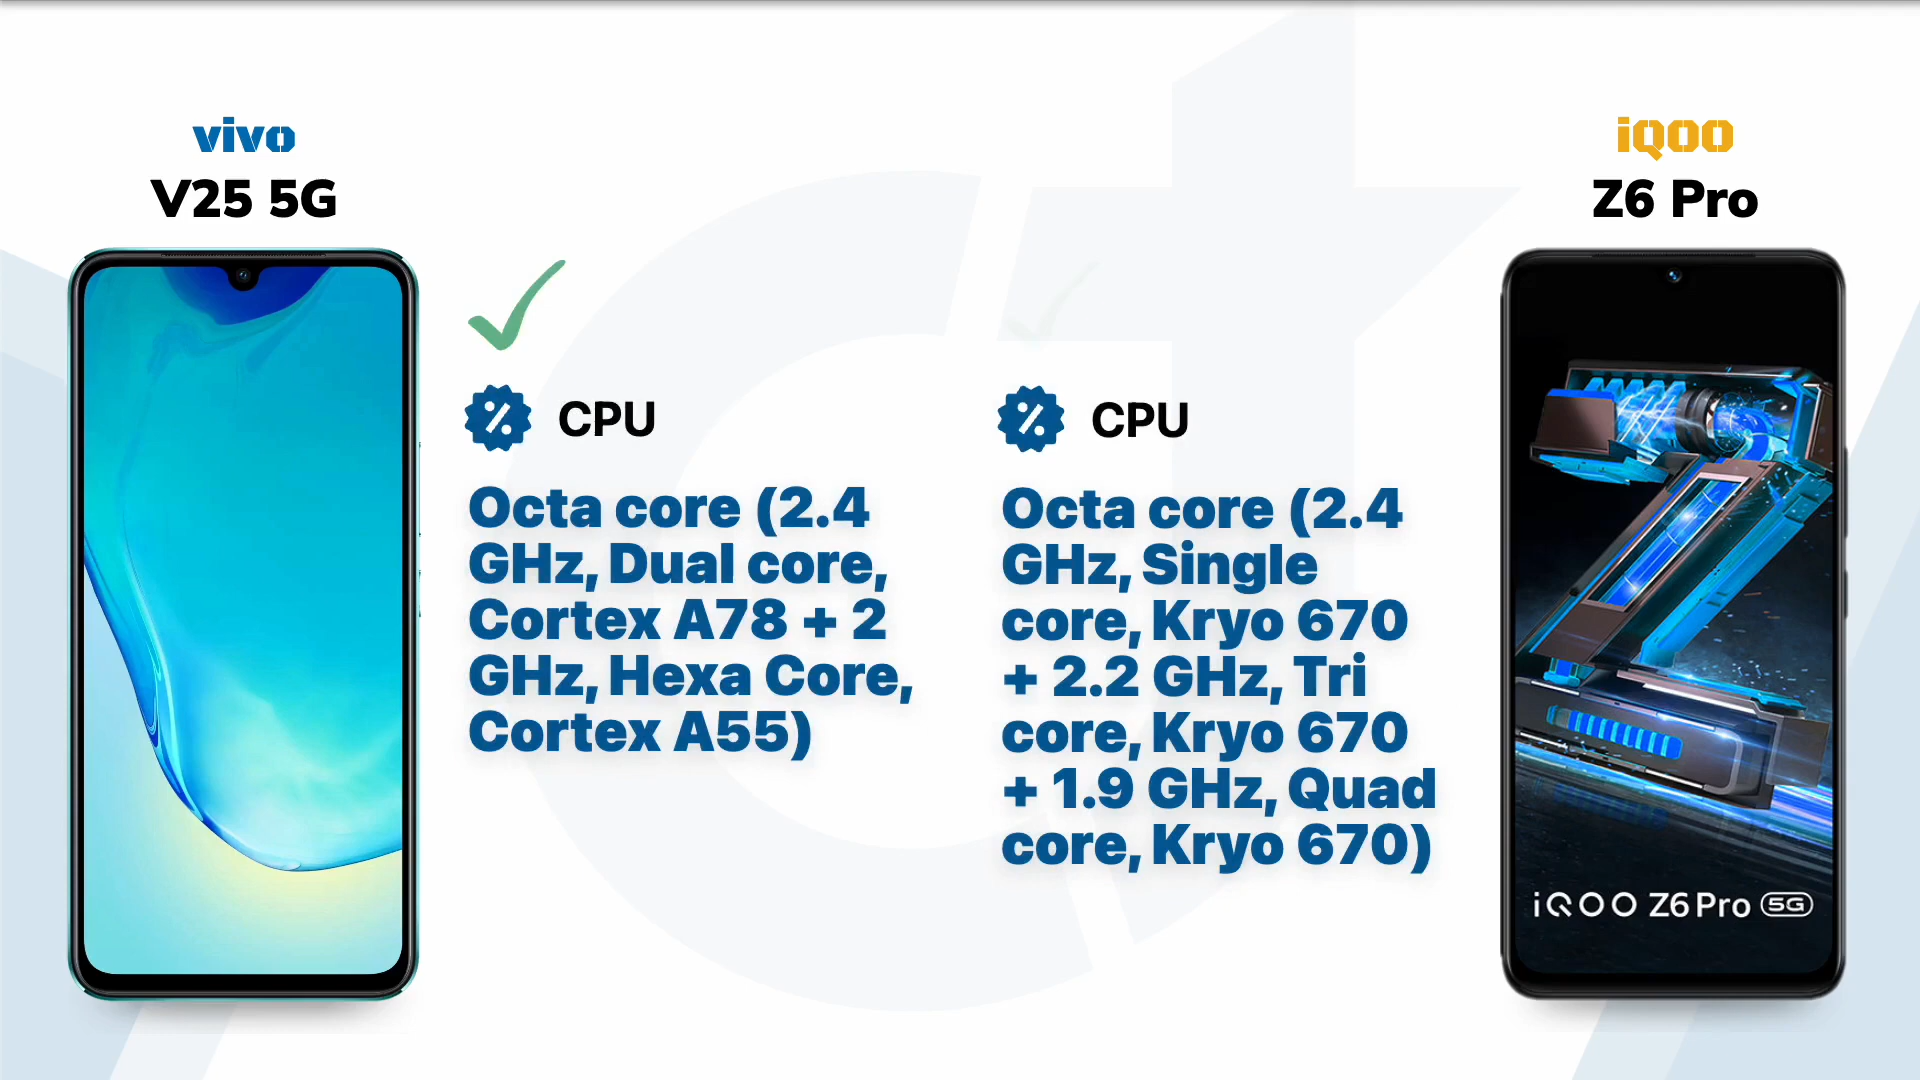 vivo
V25 5G
iQOO
Z6 Pro
CPU
Octa core (2.4
GHz, Dual core,
Cortex A78 + 2
GHz, Hexa Core,
Cortex A55)
CPU
Octa core (2.4
GHz, Single
core, Kryo 670
+ 2.2 GHz, Tri
core, Kryo 670
+ 1.9 GHz, Quad
core, Kryo 670)
iQOO Z6 Pro 5G